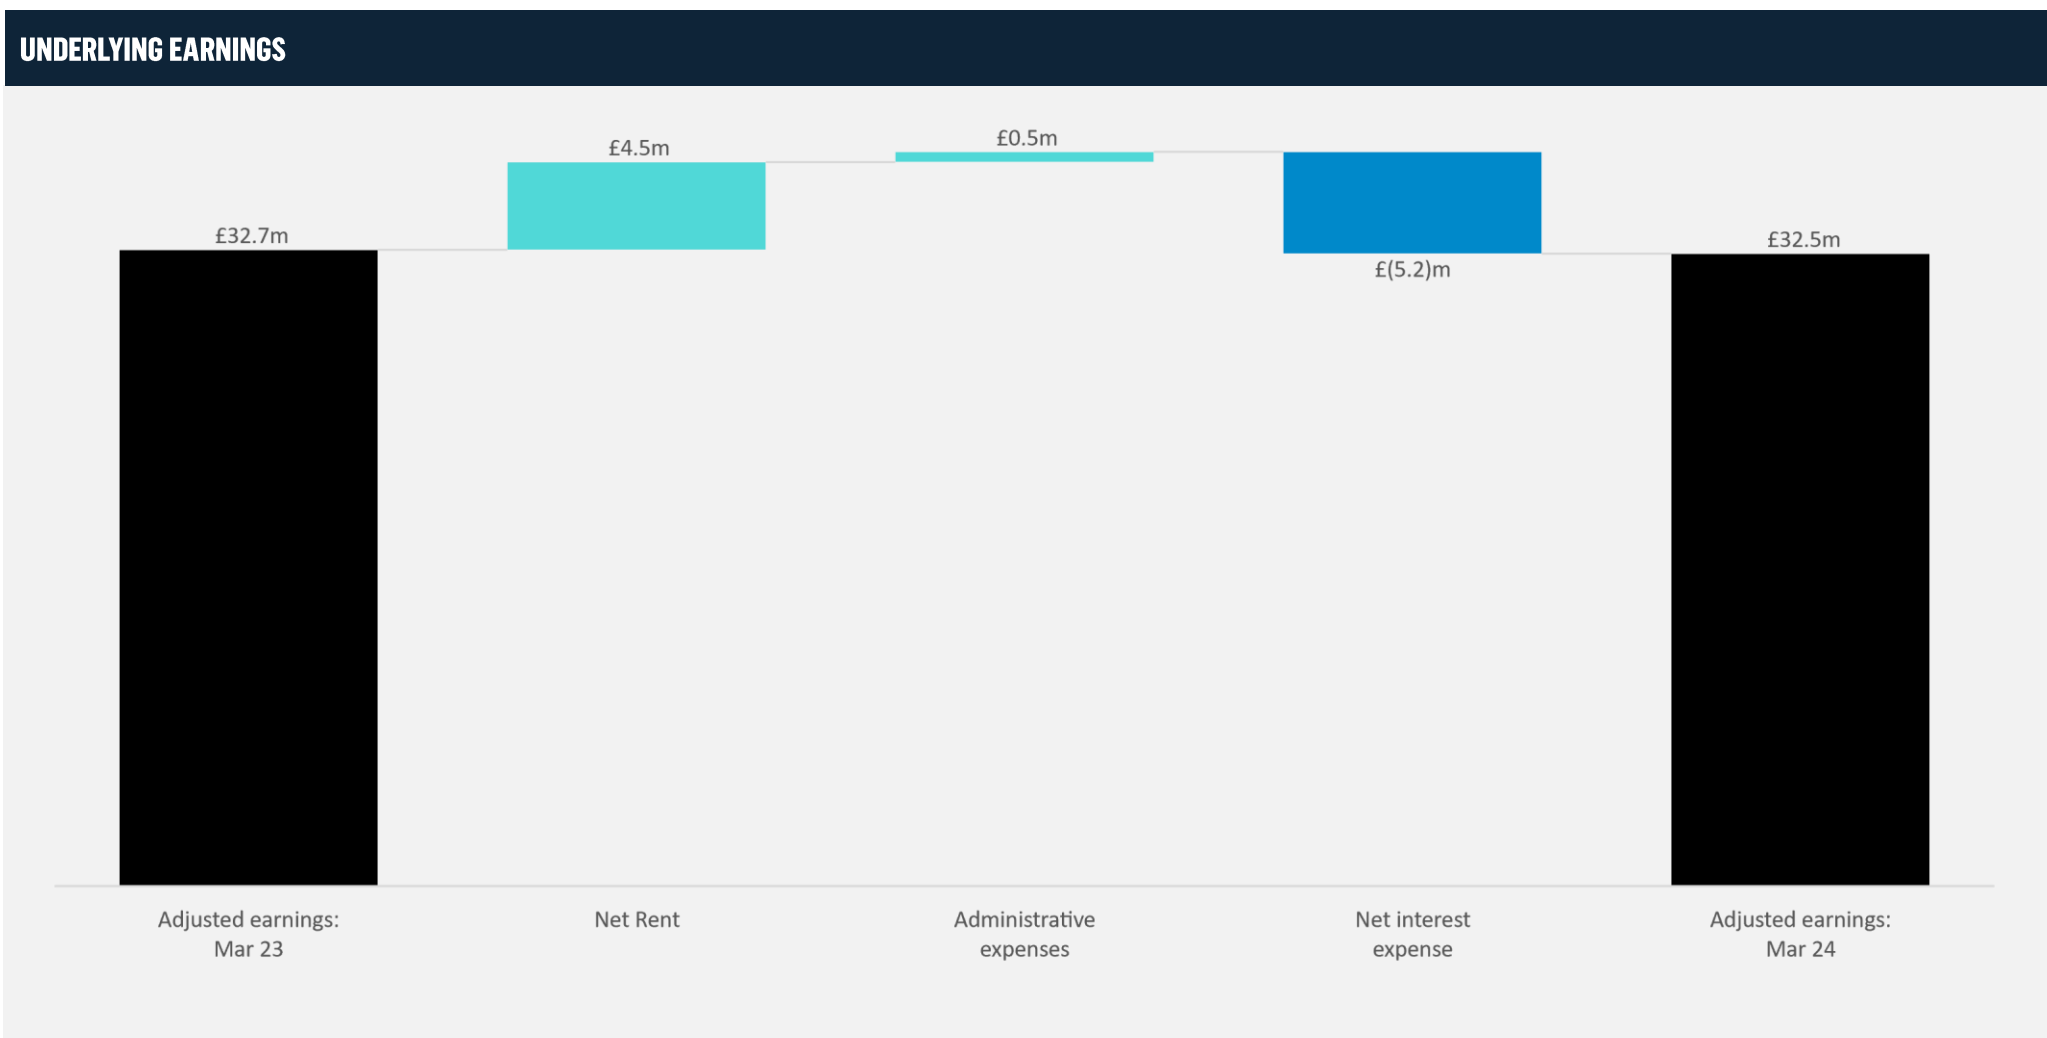 UNDERLYING EARNINGS
£32.7m
£4.5m
£0.5m
£(5.2)m
£32.5m
Adjusted earnings:
Mar 23
Net Rent
Administrative
expenses
Net interest
expense
Adjusted earnings:
Mar 24